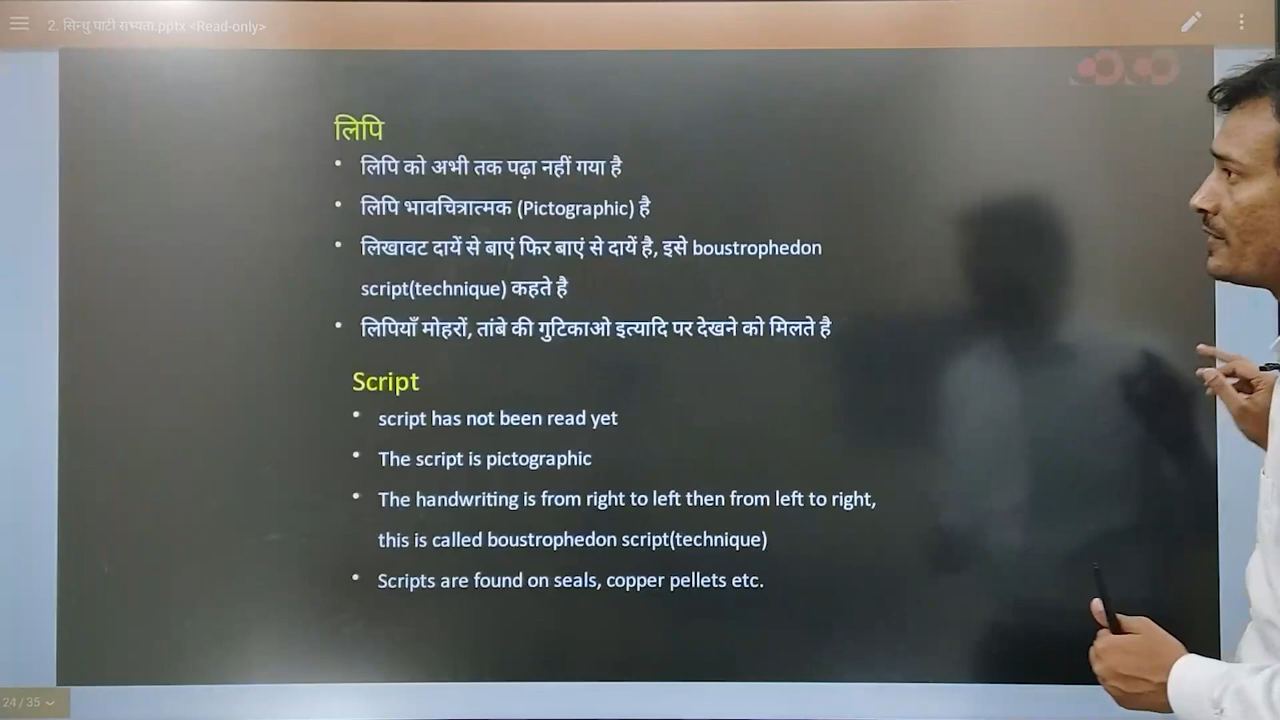 2. सिन्धु घाटी सभ्यता.pptx <Read-only>
लिपि
• लिपि को अभी तक पढ़ा नहीं गया है
• लिपि भावचित्रात्मक (Pictographic) है
• लिखावट दायें से बाएं फिर बाएं से दायें है, इसे boustrophedon
script(technique) कहते है
• लिपियाँ मोहरों, तांबे की गुटिकाओ इत्यादि पर देखने को मिलते है
Script
• script has not been read yet
• The script is pictographic
• The handwriting is from right to left then from left to right,
this is called boustrophedon script(technique)
• Scripts are found on seals, copper pellets etc.
24 / 35